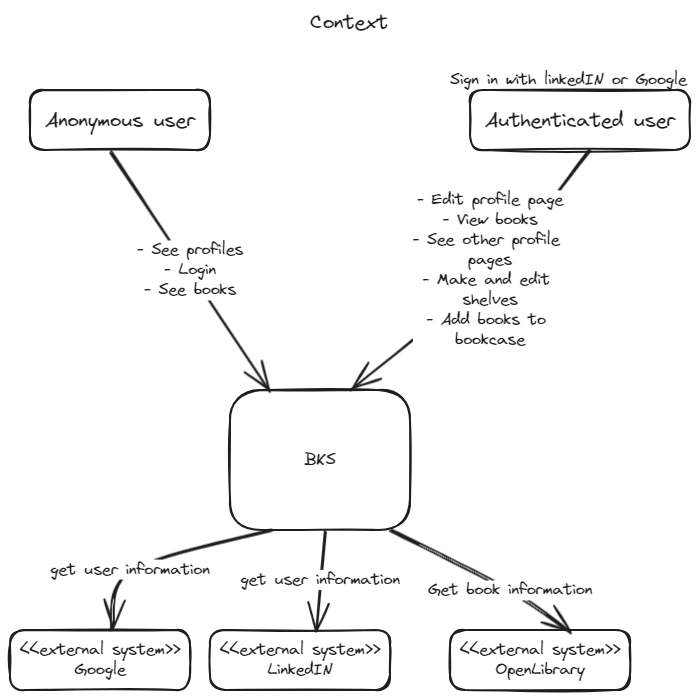 Context
Sign in with linkedIN or Google
Anonymous user
Authenticated user
- Edit profile page
- View books
- See other profile
pages
- Make and edit
shelves
- Add books to
bookcase
- See profiles
- Login
- See books
BKS
get user information
get user information
Get book information
<<external system>>
Google
<<external system>>
LinkedIN
<<external system>>
OpenLibrary